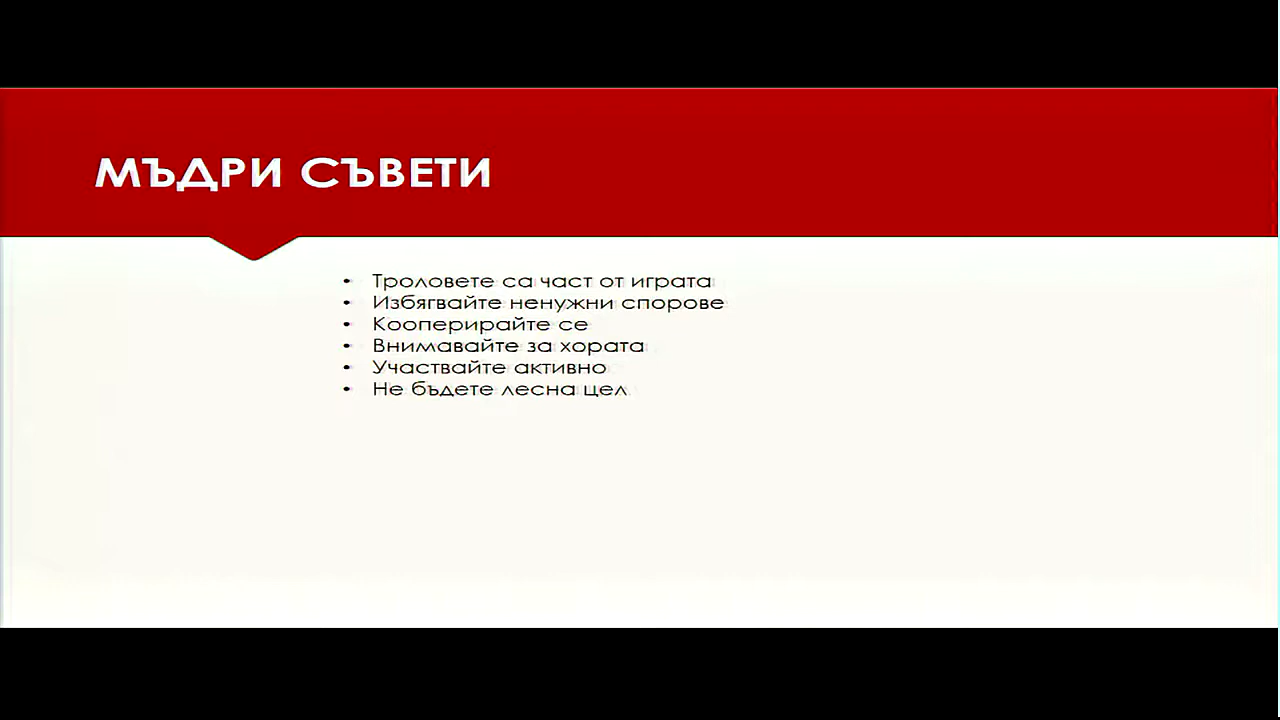 МЪДРИ СЪВЕТИ
• Троловете са част от играта
• Избягвайте ненужни спорове
• Кооперирайте се
• Внимавайте за хората
• Участвайте активно
• Не бъдете лесна цел